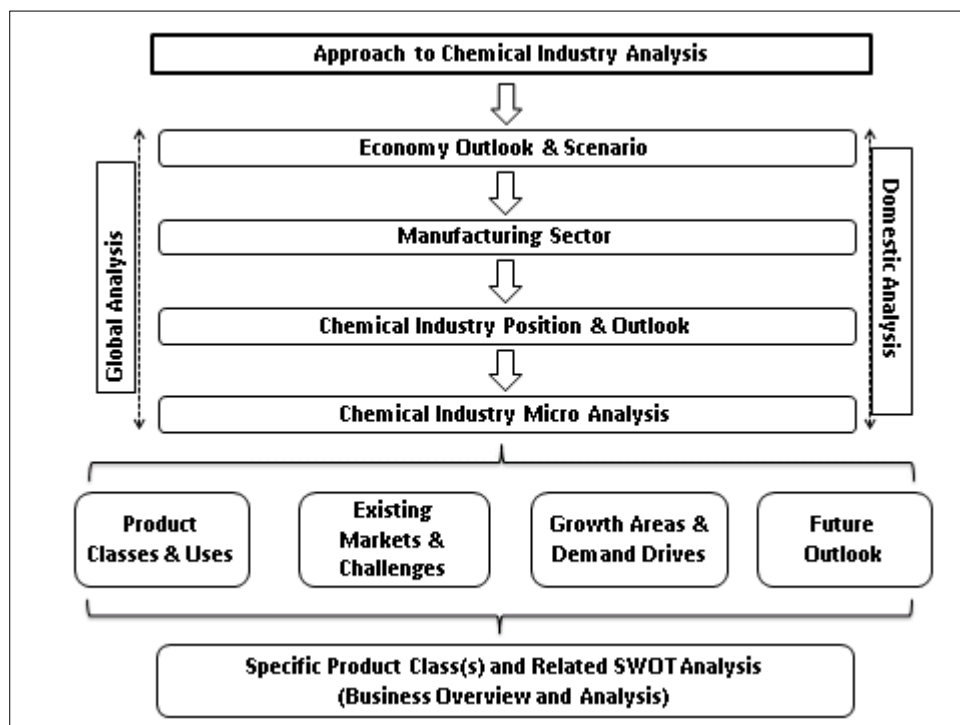 Approach to Chemical Industry Analysis
Economy Outlook & Scenario
Global Analysis
Domestic Analysis
Manufacturing Sector
Chemical Industry Position & Outlook
Chemical Industry Micro Analysis
Product
Classes & Uses
Existing
Markets &
Challenges
Growth Areas &
Demand Drives
Future
Outlook
Specific Product Class(s) and Related SWOT Analysis
(Business Overview and Analysis)